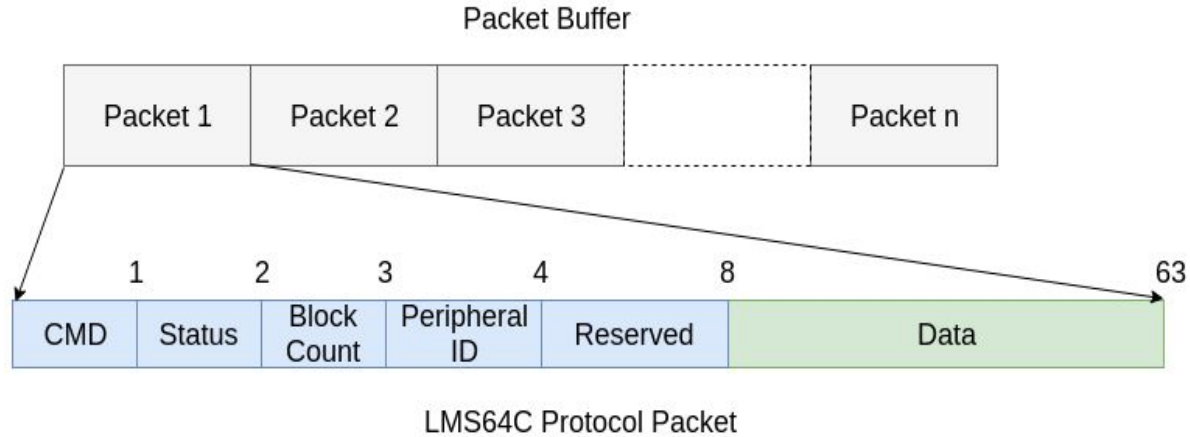 Packet Buffer
Packet 1 Packet 2 Packet 3 Packet n
1 2 3 4 8 63
CMD Status Block Count Peripheral ID Reserved Data
LMS64C Protocol Packet